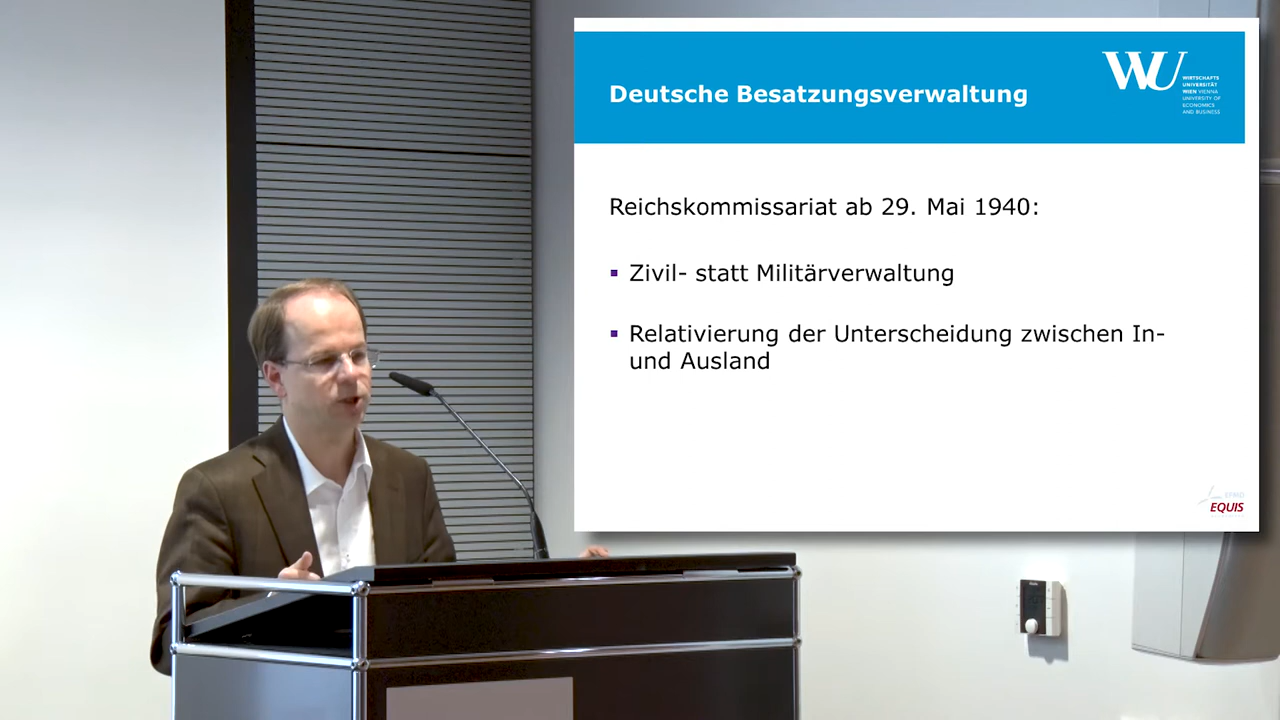 Deutsche Besatzungsverwaltung
WU
WIRTSCHAFTS
UNIVERSITÄT
WIEN VIENNA
UNIVERSITY OF
ECONOMICS
AND BUSINESS
Reichskommissariat ab 29. Mai 1940:
▪ Zivil- statt Militärverwaltung
▪ Relativierung der Unterscheidung zwischen In-
und Ausland
EFMD
EQUIS